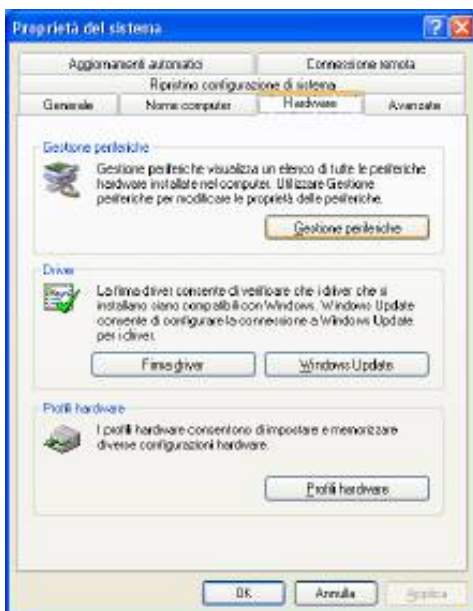 Proprietà del sistema
Aggiornamenti automatici Connessione remota
Ripristino configurazione di sistema
Generale Nome computer Hardware Avanzate
Gestione periferiche
Gestione periferiche visualizza un elenco di tutte le periferiche
hardware installate nel computer. Utilizzare Gestione
periferiche per modificare le proprietà delle periferiche.
Gestione periferiche
Driver
La firma driver consente di verificare che i driver che si
installano siano compatibili con Windows. Windows Update
consente di configurare la connessione a Windows Update
per i driver.
Firma driver Windows Update
Profili hardware
I profili hardware consentono di impostare e memorizzare
diverse configurazioni hardware.
Profili hardware
OK Annulla Applica